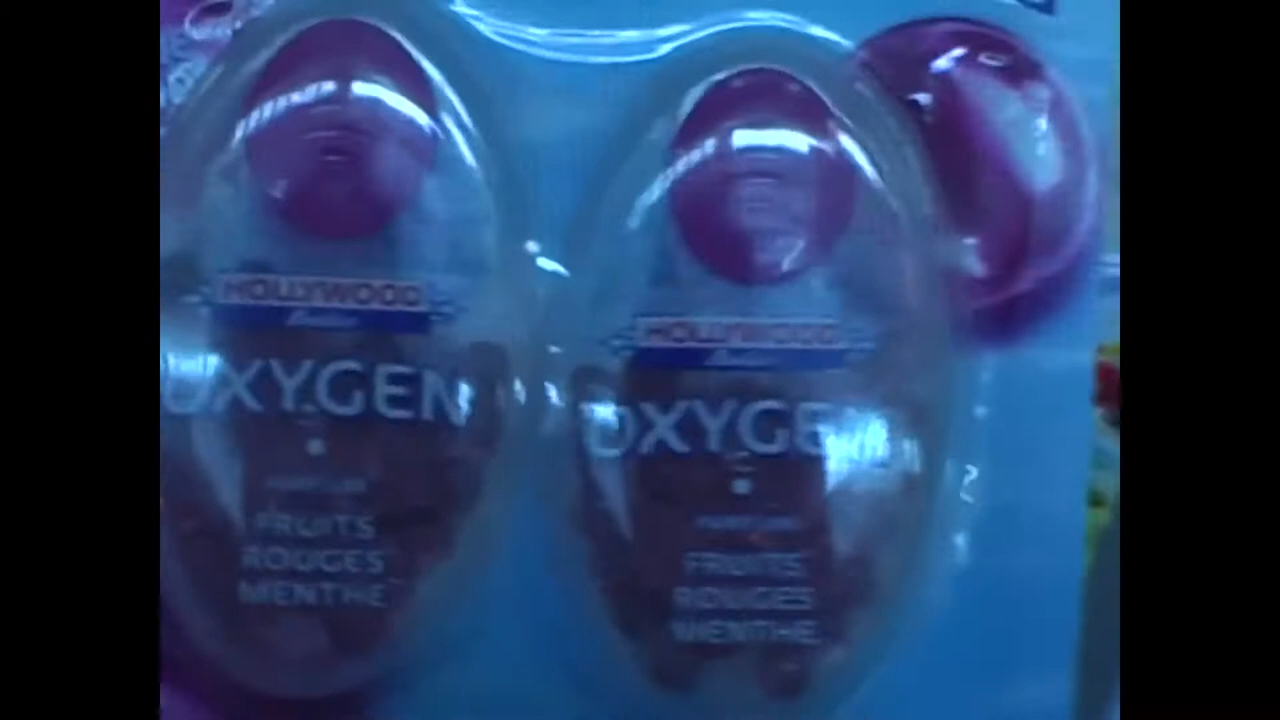 HOLLYWOOD
OXYGEN
PARFUM
FRUITS
ROUGES
MENTHE
HOLLYWOOD
OXYGEN
PARFUM
FRUITS
ROUGES
MENTHE